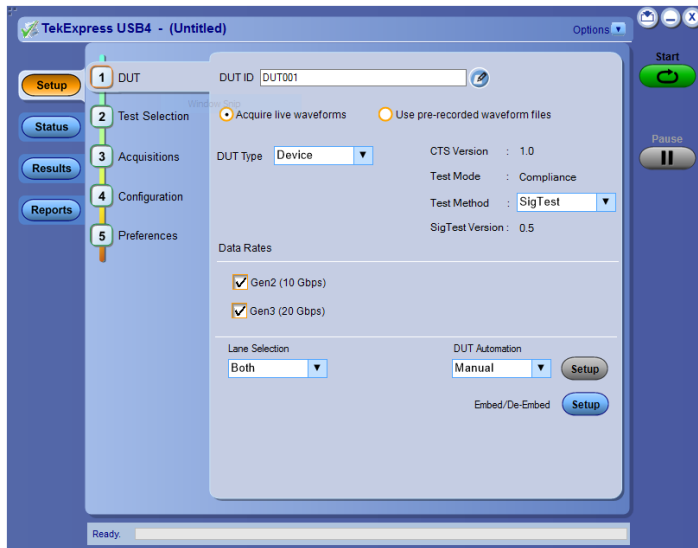 TekExpress USB4 - (Untitled)
Options
Start
Pause
Setup
Status
Results
Reports
1 DUT
2 Test Selection
3 Acquisitions
4 Configuration
5 Preferences
Window Snip
DUT ID DUT001
Acquire live waveforms Use pre-recorded waveform files
DUT Type Device
CTS Version : 1.0
Test Mode : Compliance
Test Method : SigTest
SigTest Version : 0.5
Data Rates
Gen2 (10 Gbps)
Gen3 (20 Gbps)
Lane Selection
Both
DUT Automation
Manual Setup
Embed/De-Embed Setup
Ready.